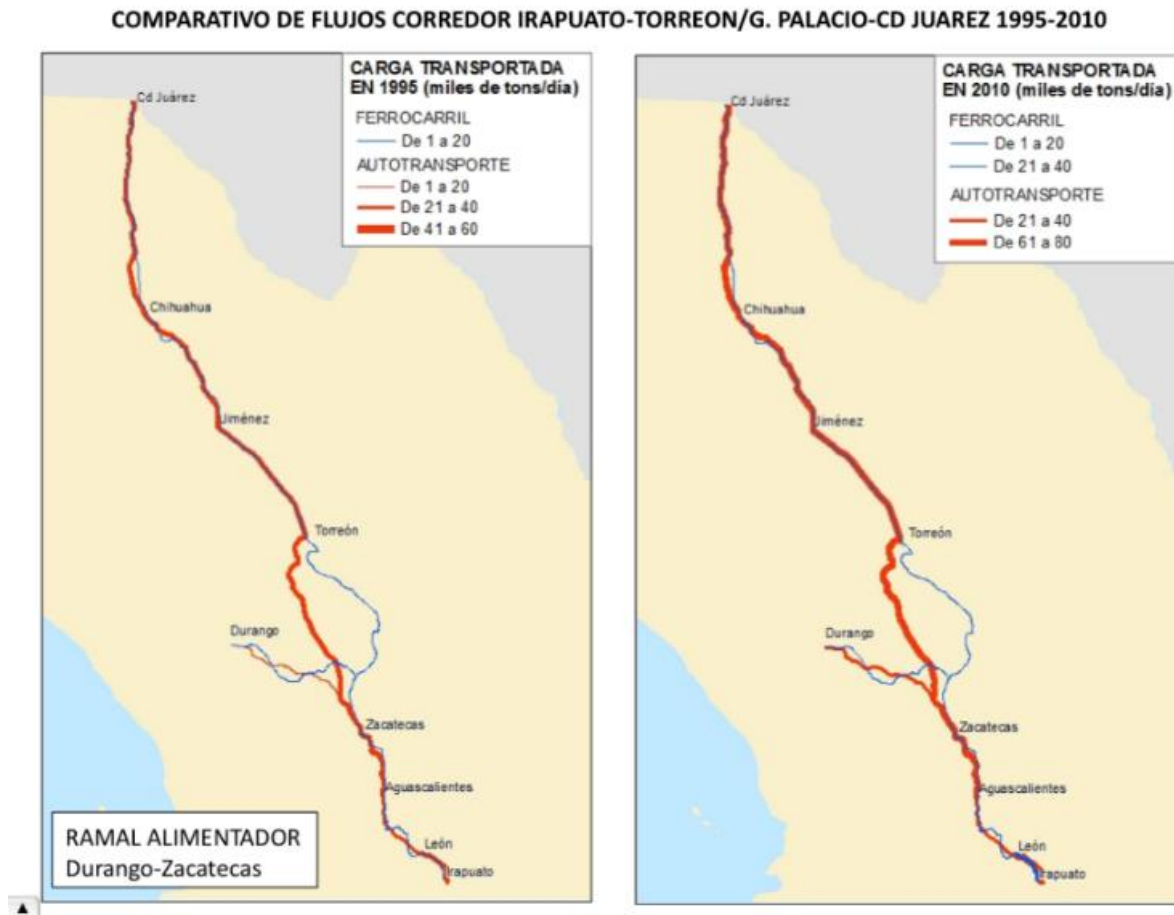 COMPARATIVO DE FLUJOS CORREDOR IRAPUATO-TORREON/G. PALACIO-CD JUAREZ 1995-2010
CARGA TRANSPORTADA
EN 1995 (miles de tons/día)
FERROCARRIL
De 1 a 20
AUTOTRANSPORTE
De 1 a 20
De 21 a 40
De 41 a 60
Cd Juárez
Chihuahua
Jiménez
Torreón
Durango
Zacatecas
Aguascalientes
León
Irapuato
RAMAL ALIMENTADOR
Durango-Zacatecas
CARGA TRANSPORTADA
EN 2010 (miles de tons/día)
FERROCARRIL
De 1 a 20
De 21 a 40
AUTOTRANSPORTE
De 21 a 40
De 61 a 80
Cd Juárez
Chihuahua
Jiménez
Torreón
Durango
Zacatecas
Aguascalientes
León
Irapuato